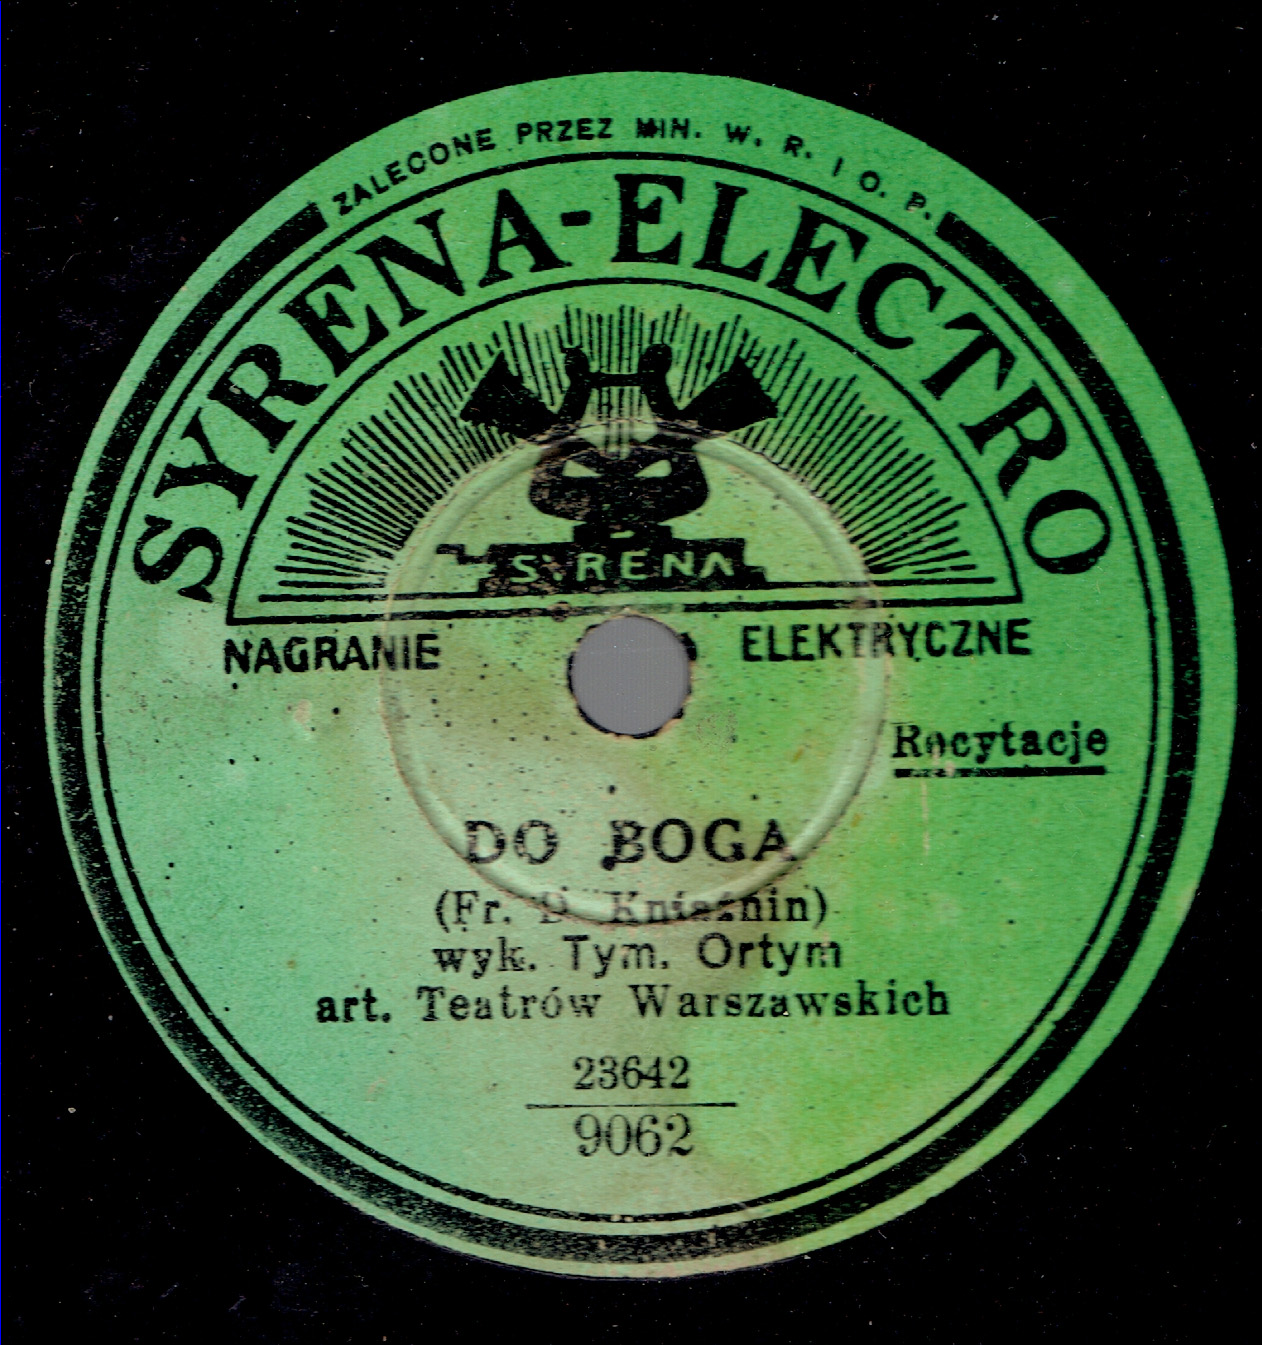 ZALECONE PRZEZ MIN. W. R. I O. P.
SYRENA-ELECTRO
SYRENA
NAGRANIE ELEKTRYCZNE
Recytacje
DO BOGA
(Fr. D. Kniaźnin)
wyk. Tym. Ortym
art. Teatrów Warszawskich
23642
9062